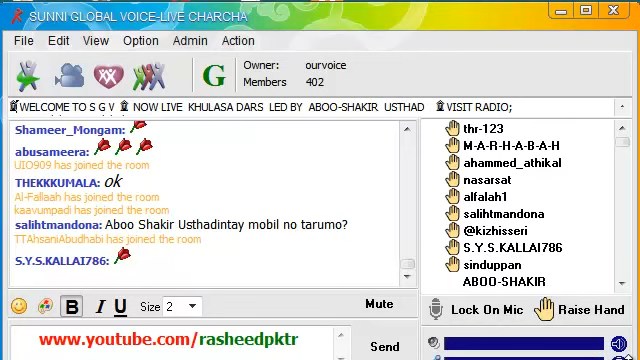 SUNNI GLOBAL VOICE-LIVE CHARCHA
File Edit View Option Admin Action
G
Owner: ourvoice
Members 402
WELCOME TO S G V NOW LIVE KHULASA DARS LED BY ABOO-SHAKIR USTHAD VISIT RADIO;
Shameer_Mongam:
abusameera:
UIO909 has joined the room
THEKKKUMALA: ok
Al-Fallaah has joined the room
kaavumpadi has joined the room
salihtmandona: Aboo Shakir Usthadintay mobil no tarumo?
TTAhsaniAbudhabi has joined the room
S.Y.S.KALLAI786:
thr-123
M-A-R-H-A-B-A-H
ahammed_athikal
nasarsat
alfalah1
salihtmandona
@kizhisseri
S.Y.S.KALLAI786
sinduppan
ABOO-SHAKIR
B I U Size 2 Mute
Lock On Mic Raise Hand
www.youtube.com/rasheedpktr
Send